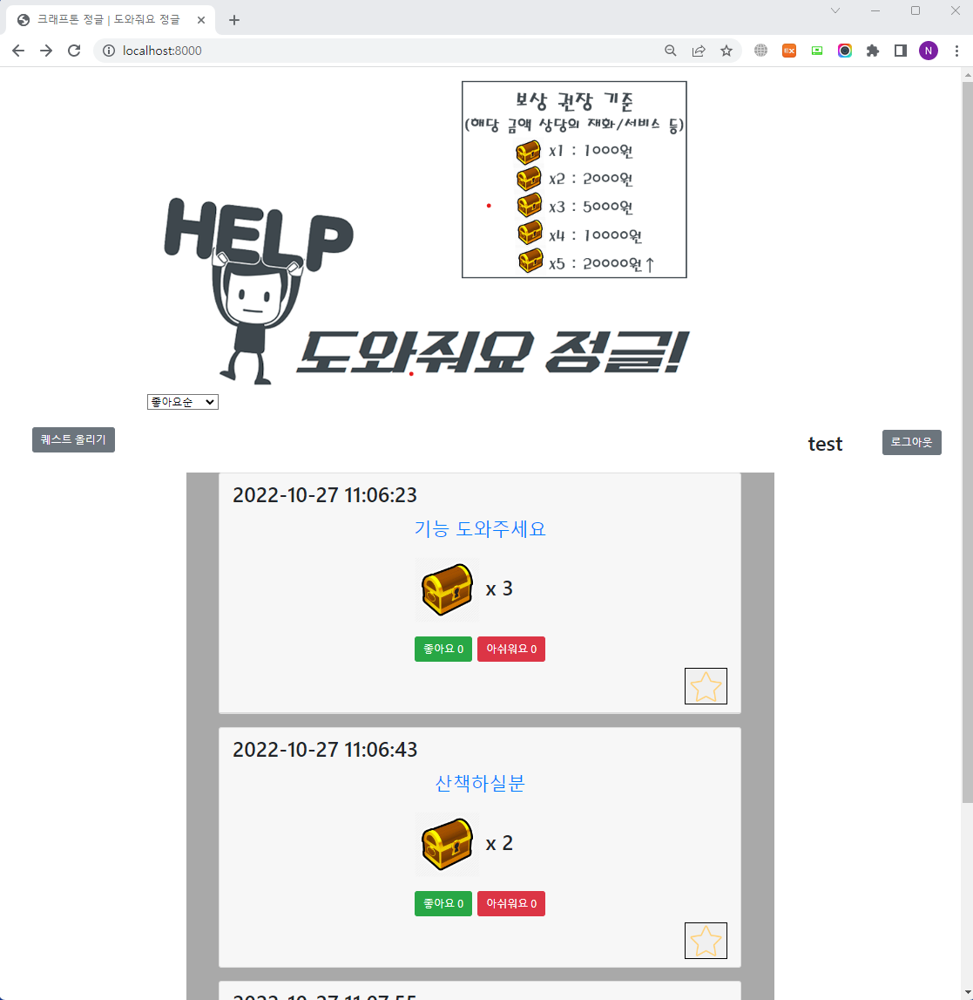 크래프톤 정글 | 도와줘요 정글
localhost:8000
N
보상 권장 기준
(해당 금액 상당의 재화/서비스 등)
x1 : 1000원
x2 : 2000원
x3 : 5000원
x4 : 10000원
x5 : 20000원↑
HELP
도와줘요 정글!
좋아요순
퀘스트 올리기
test
로그아웃
2022-10-27 11:06:23
기능 도와주세요
x 3
좋아요 0 아쉬워요 0
2022-10-27 11:06:43
산책하실분
x 2
좋아요 0 아쉬워요 0
2022-10-27 11:07:55